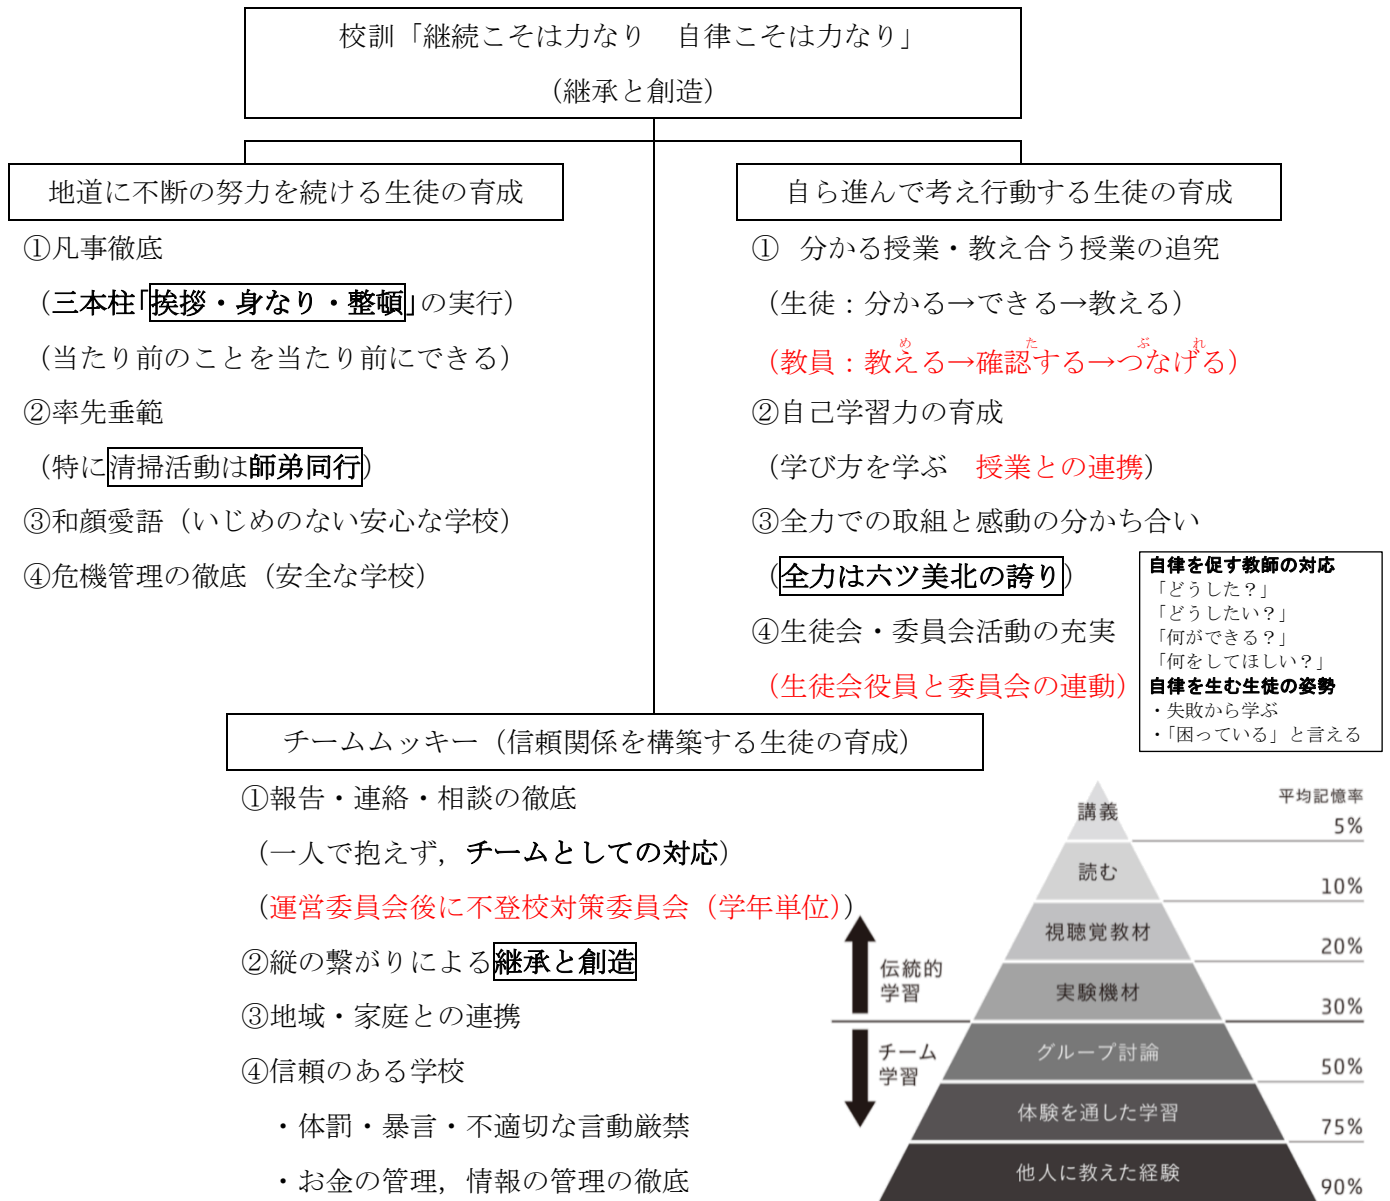 校訓「継続こそは力なり　自律こそは力なり」
（継承と創造）
地道に不断の努力を続ける生徒の育成
①凡事徹底
（三本柱「挨拶・身なり・整頓」の実行）
（当たり前のことを当たり前にできる）
②率先垂範
（特に清掃活動は師弟同行）
③和顔愛語（いじめのない安心な学校）
④危機管理の徹底（安全な学校）
自ら進んで考え行動する生徒の育成
①　分かる授業・教え合う授業の追究
（生徒：分かる→できる→教える）
め　た　ぶ　れ
（教員：教える→確認する→つなげる）
②自己学習力の育成
（学び方を学ぶ　授業との連携）
③全力での取組と感動の分かち合い
（全力は六ツ美北の誇り）
④生徒会・委員会活動の充実
（生徒会役員と委員会の連動）
自律を促す教師の対応
「どうした？」
「どうしたい？」
「何ができる？」
「何をしてほしい？」
自律を生む生徒の姿勢
・失敗から学ぶ
・「困っている」と言える
チームムッキー（信頼関係を構築する生徒の育成）
①報告・連絡・相談の徹底
（一人で抱えず，チームとしての対応）
（運営委員会後に不登校対策委員会（学年単位））
②縦の繋がりによる継承と創造
③地域・家庭との連携
④信頼のある学校
・体罰・暴言・不適切な言動厳禁
・お金の管理，情報の管理の徹底
平均記憶率
講義
5%
読む
10%
視聴覚教材
20%
伝統的
学習
実験機材
30%
チーム
学習
グループ討論
50%
体験を通した学習
75%
他人に教えた経験
90%